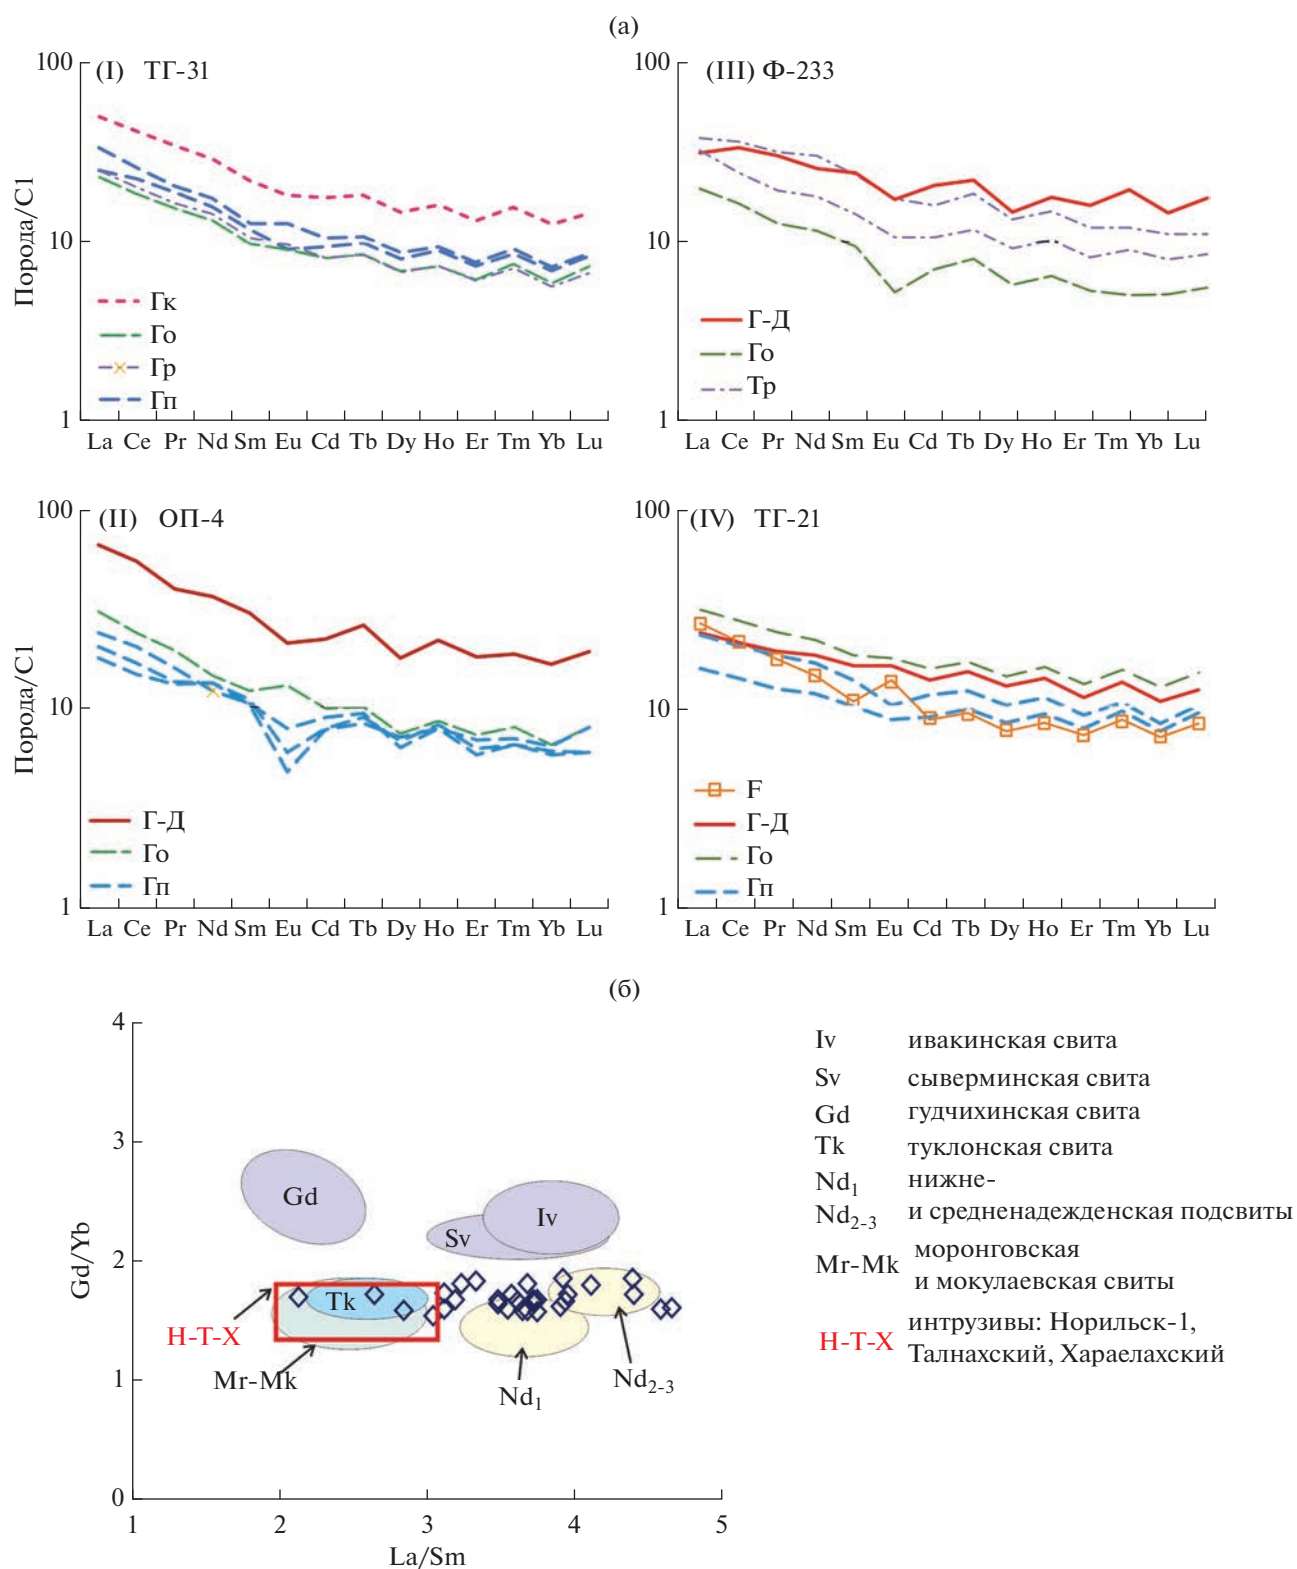 (а)
(I) ТГ-31
100
10
1
Порода/C1
Гк
Го
Гр
Гп
La Ce Pr Nd Sm Eu Cd Tb Dy Ho Er Tm Yb Lu
(III) Ф-233
100
10
1
Г-Д
Го
Тр
La Ce Pr Nd Sm Eu Cd Tb Dy Ho Er Tm Yb Lu
(II) ОП-4
100
10
1
Порода/C1
Г-Д
Го
Гп
La Ce Pr Nd Sm Eu Cd Tb Dy Ho Er Tm Yb Lu
(IV) ТГ-21
100
10
1
F
Г-Д
Го
Гп
La Ce Pr Nd Sm Eu Cd Tb Dy Ho Er Tm Yb Lu
(б)
4
3
2
1
0
Gd/Yb
Gd
Iv
Sv
Tk
Н-Т-Х
Mr-Mk
Nd1
Nd2-3
1 2 3 4 5
La/Sm
Iv ивакинская свита
Sv сыверминская свита
Gd гудчихинская свита
Tk туклонская свита
Nd1 нижне-
Nd2-3 и средненадежденская подсвиты
Mr-Mk моронговская
и мокулаевская свиты
Н-Т-Х интрузивы: Норильск-1,
Талнахский, Хараелахский